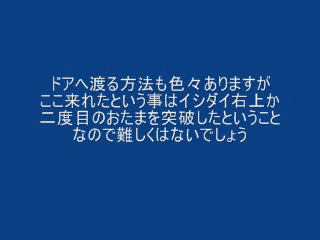 ドアへ渡る方法も色々ありますが
ここ来れたという事はイシダイ右上か
二度目のおたまを突破したということ
なので難しくはないでしょう